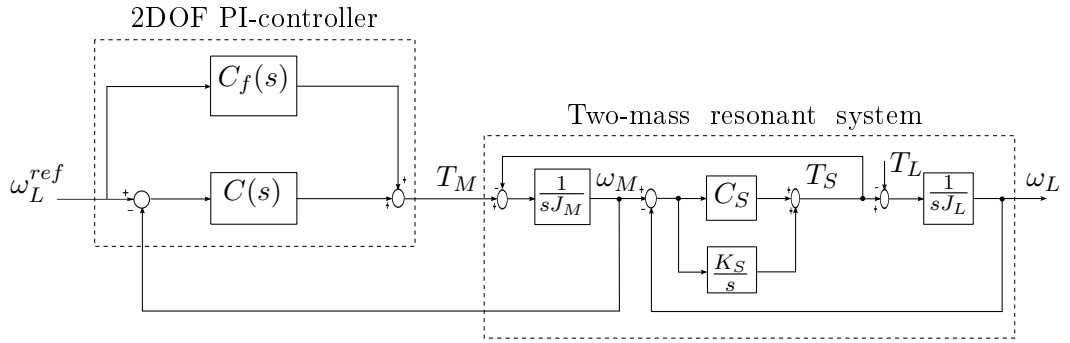 2DOF PI-controller
C_f(s)
Two-mass resonant system
ω_L^{ref}
+
-
C(s)
+
+
T_M
-
+
1
sJ_M
ω_M
+
-
C_S
+
+
T_S
-
+
T_L
1
sJ_L
ω_L
K_S
s